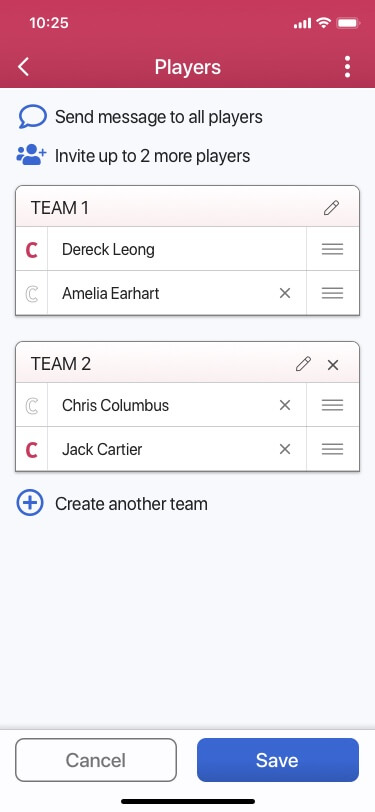 10:25
Players
Send message to all players
Invite up to 2 more players
TEAM 1
C Dereck Leong
C Amelia Earhart
TEAM 2
C Chris Columbus
C Jack Cartier
Create another team
Cancel
Save